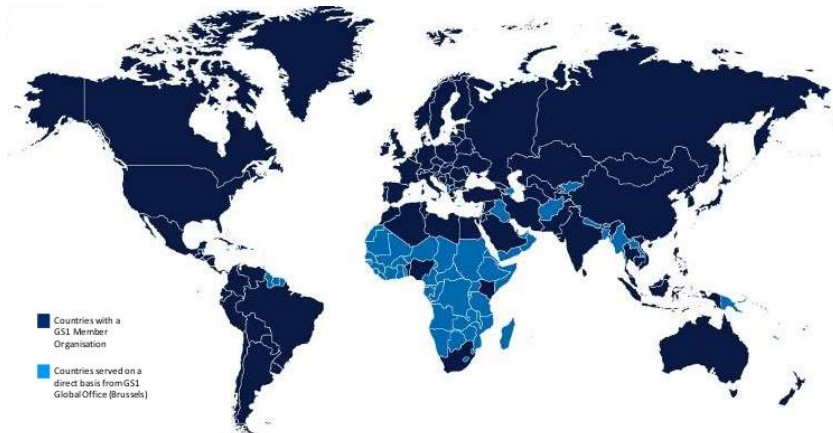 Countries with a
GS1 Member
Organisation
Countries served on a
direct basis from GS1
Global Office (Brussels)